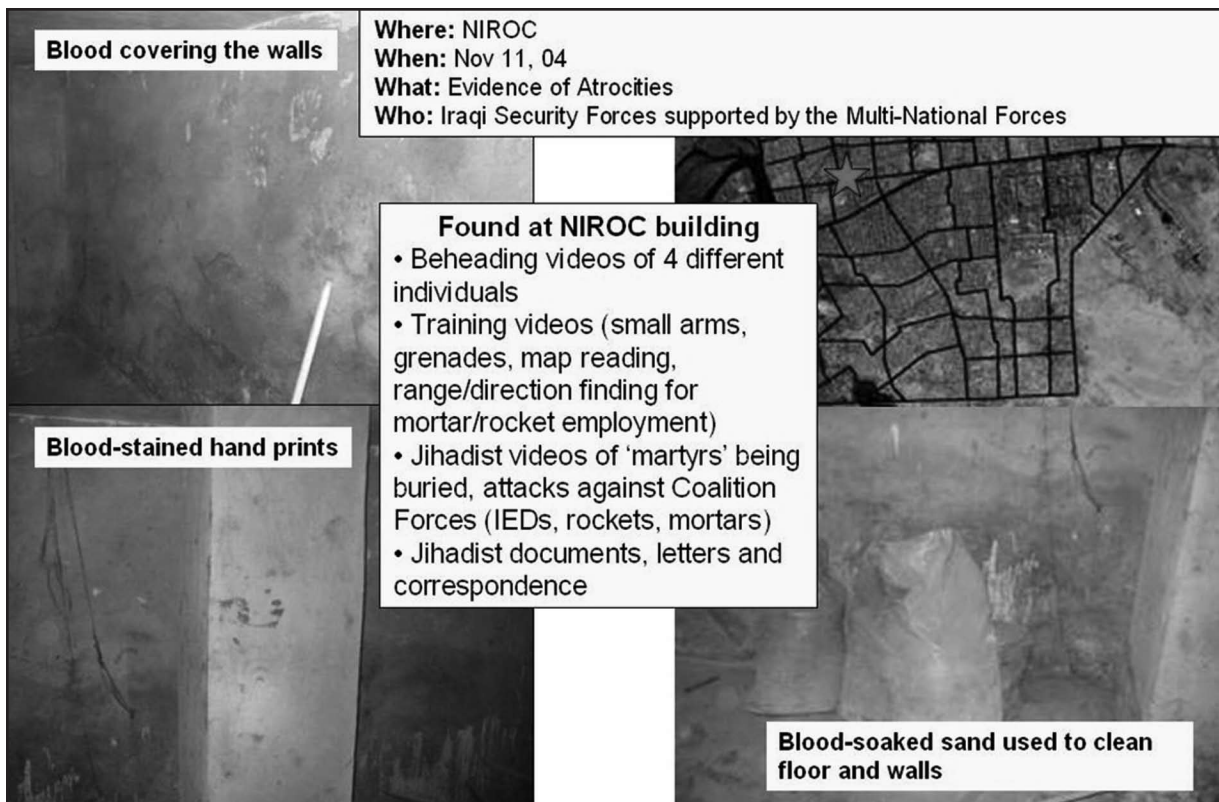 Blood covering the walls
Where: NIROC
When: Nov 11, 04
What: Evidence of Atrocities
Who: Iraqi Security Forces supported by the Multi-National Forces
Found at NIROC building
• Beheading videos of 4 different
individuals
• Training videos (small arms,
grenades, map reading,
range/direction finding for
mortar/rocket employment)
• Jihadist videos of ‘martyrs’ being
buried, attacks against Coalition
Forces (IEDs, rockets, mortars)
• Jihadist documents, letters and
correspondence
Blood-stained hand prints
Blood-soaked sand used to clean
floor and walls